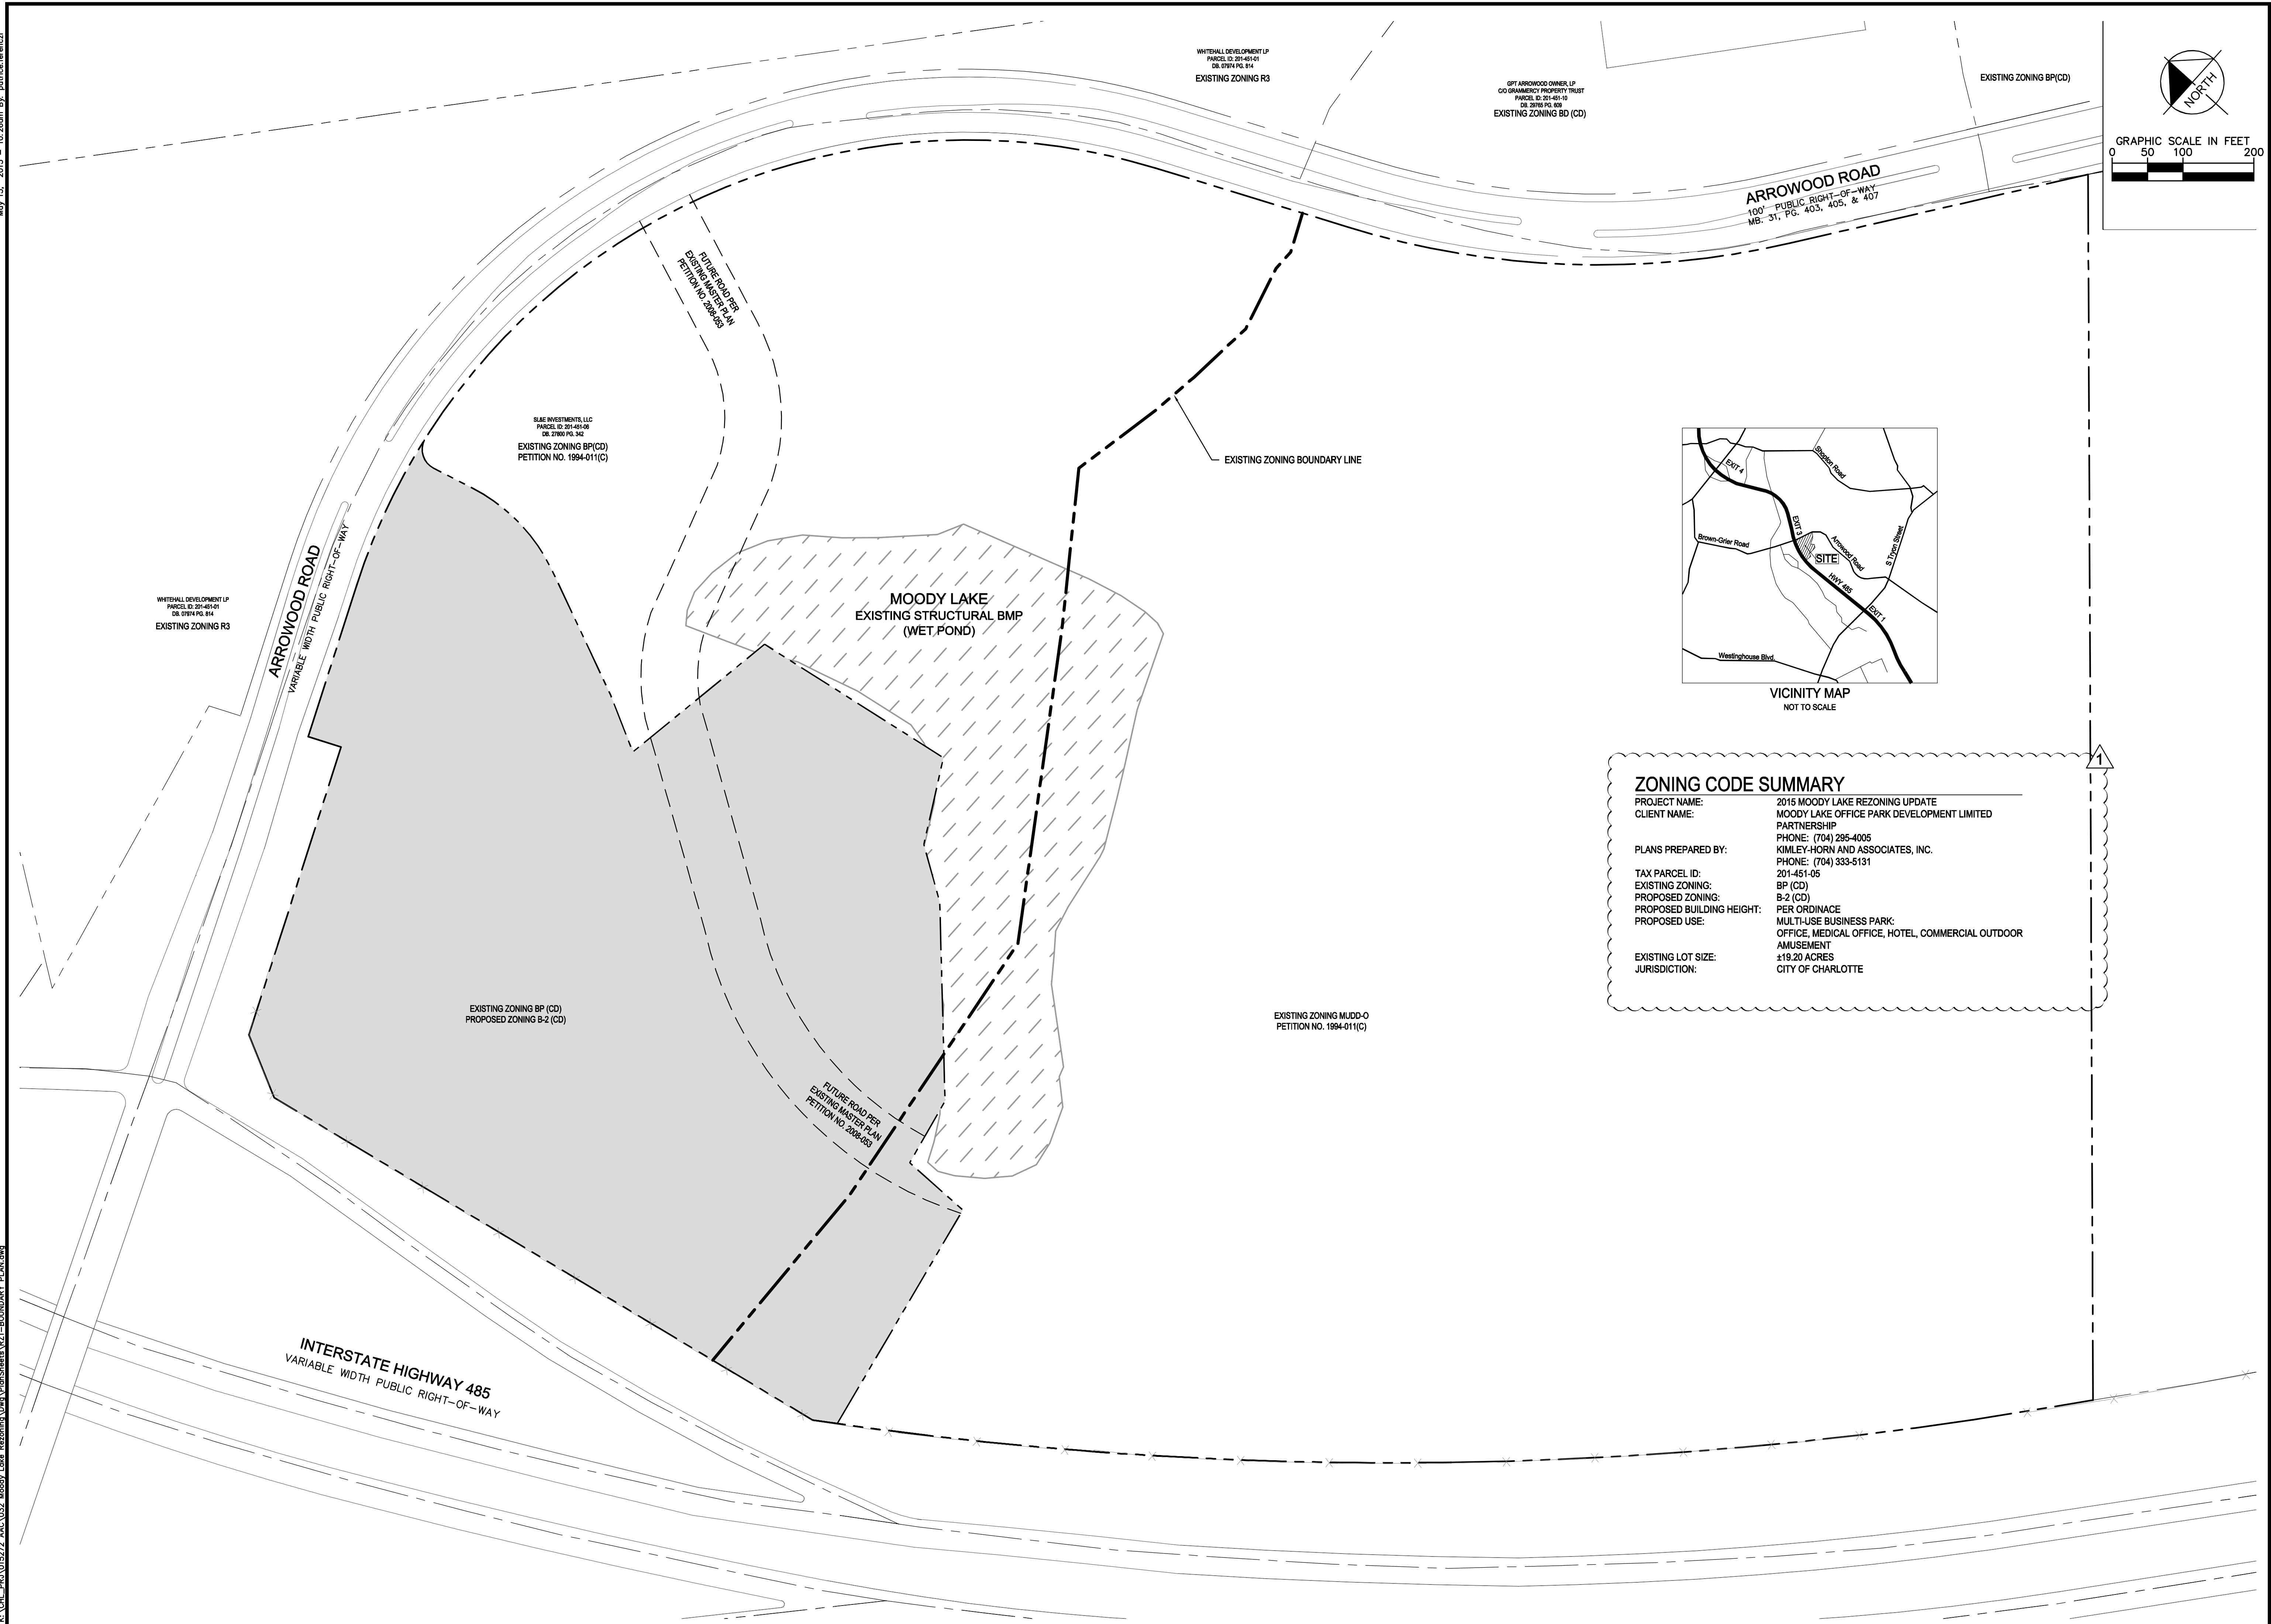 WHITEHALL DEVELOPMENT LP
PARCEL ID: 201-451-01
DB. 07974 PG. 814
EXISTING ZONING R3
GPT ARROWOOD OWNER, LP
C/O GRAMMERCY PROPERTY TRUST
PARCEL ID: 201-451-10
DB. 29765 PG. 609
EXISTING ZONING BD (CD)
EXISTING ZONING BP(CD)
NORTH
GRAPHIC SCALE IN FEET
0 50 100 200
ARROWOOD ROAD
100' PUBLIC RIGHT-OF-WAY
MB. 31, PG. 403, 405, & 407
FUTURE ROAD PER
EXISTING MASTER PLAN
PETITION NO. 2008-053
SL&E INVESTMENTS, LLC
PARCEL ID: 201-451-06
DB. 27800 PG. 342
EXISTING ZONING BP(CD)
PETITION NO. 1994-011(C)
EXISTING ZONING BOUNDARY LINE
EXIT 4
Shopton Road
EXIT 3
Brown-Grier Road
Arrowood Road
S Tryon Street
SITE
HWY 485
EXIT 1
Westinghouse Blvd.
VICINITY MAP
NOT TO SCALE
WHITEHALL DEVELOPMENT LP
PARCEL ID: 201-451-01
DB. 07974 PG. 814
EXISTING ZONING R3
ARROWOOD ROAD
VARIABLE WIDTH PUBLIC RIGHT-OF-WAY
MOODY LAKE
EXISTING STRUCTURAL BMP
(WET POND)
1
ZONING CODE SUMMARY
PROJECT NAME: 2015 MOODY LAKE REZONING UPDATE
CLIENT NAME: MOODY LAKE OFFICE PARK DEVELOPMENT LIMITED
PARTNERSHIP
PHONE: (704) 295-4005
PLANS PREPARED BY: KIMLEY-HORN AND ASSOCIATES, INC.
PHONE: (704) 333-5131
TAX PARCEL ID: 201-451-05
EXISTING ZONING: BP (CD)
PROPOSED ZONING: B-2 (CD)
PROPOSED BUILDING HEIGHT: PER ORDINACE
PROPOSED USE: MULTI-USE BUSINESS PARK:
OFFICE, MEDICAL OFFICE, HOTEL, COMMERCIAL OUTDOOR
AMUSEMENT
EXISTING LOT SIZE: ±19.20 ACRES
JURISDICTION: CITY OF CHARLOTTE
EXISTING ZONING BP (CD)
PROPOSED ZONING B-2 (CD)
EXISTING ZONING MUDD-O
PETITION NO. 1994-011(C)
FUTURE ROAD PER
EXISTING MASTER PLAN
PETITION NO. 2008-053
INTERSTATE HIGHWAY 485
VARIABLE WIDTH PUBLIC RIGHT-OF-WAY